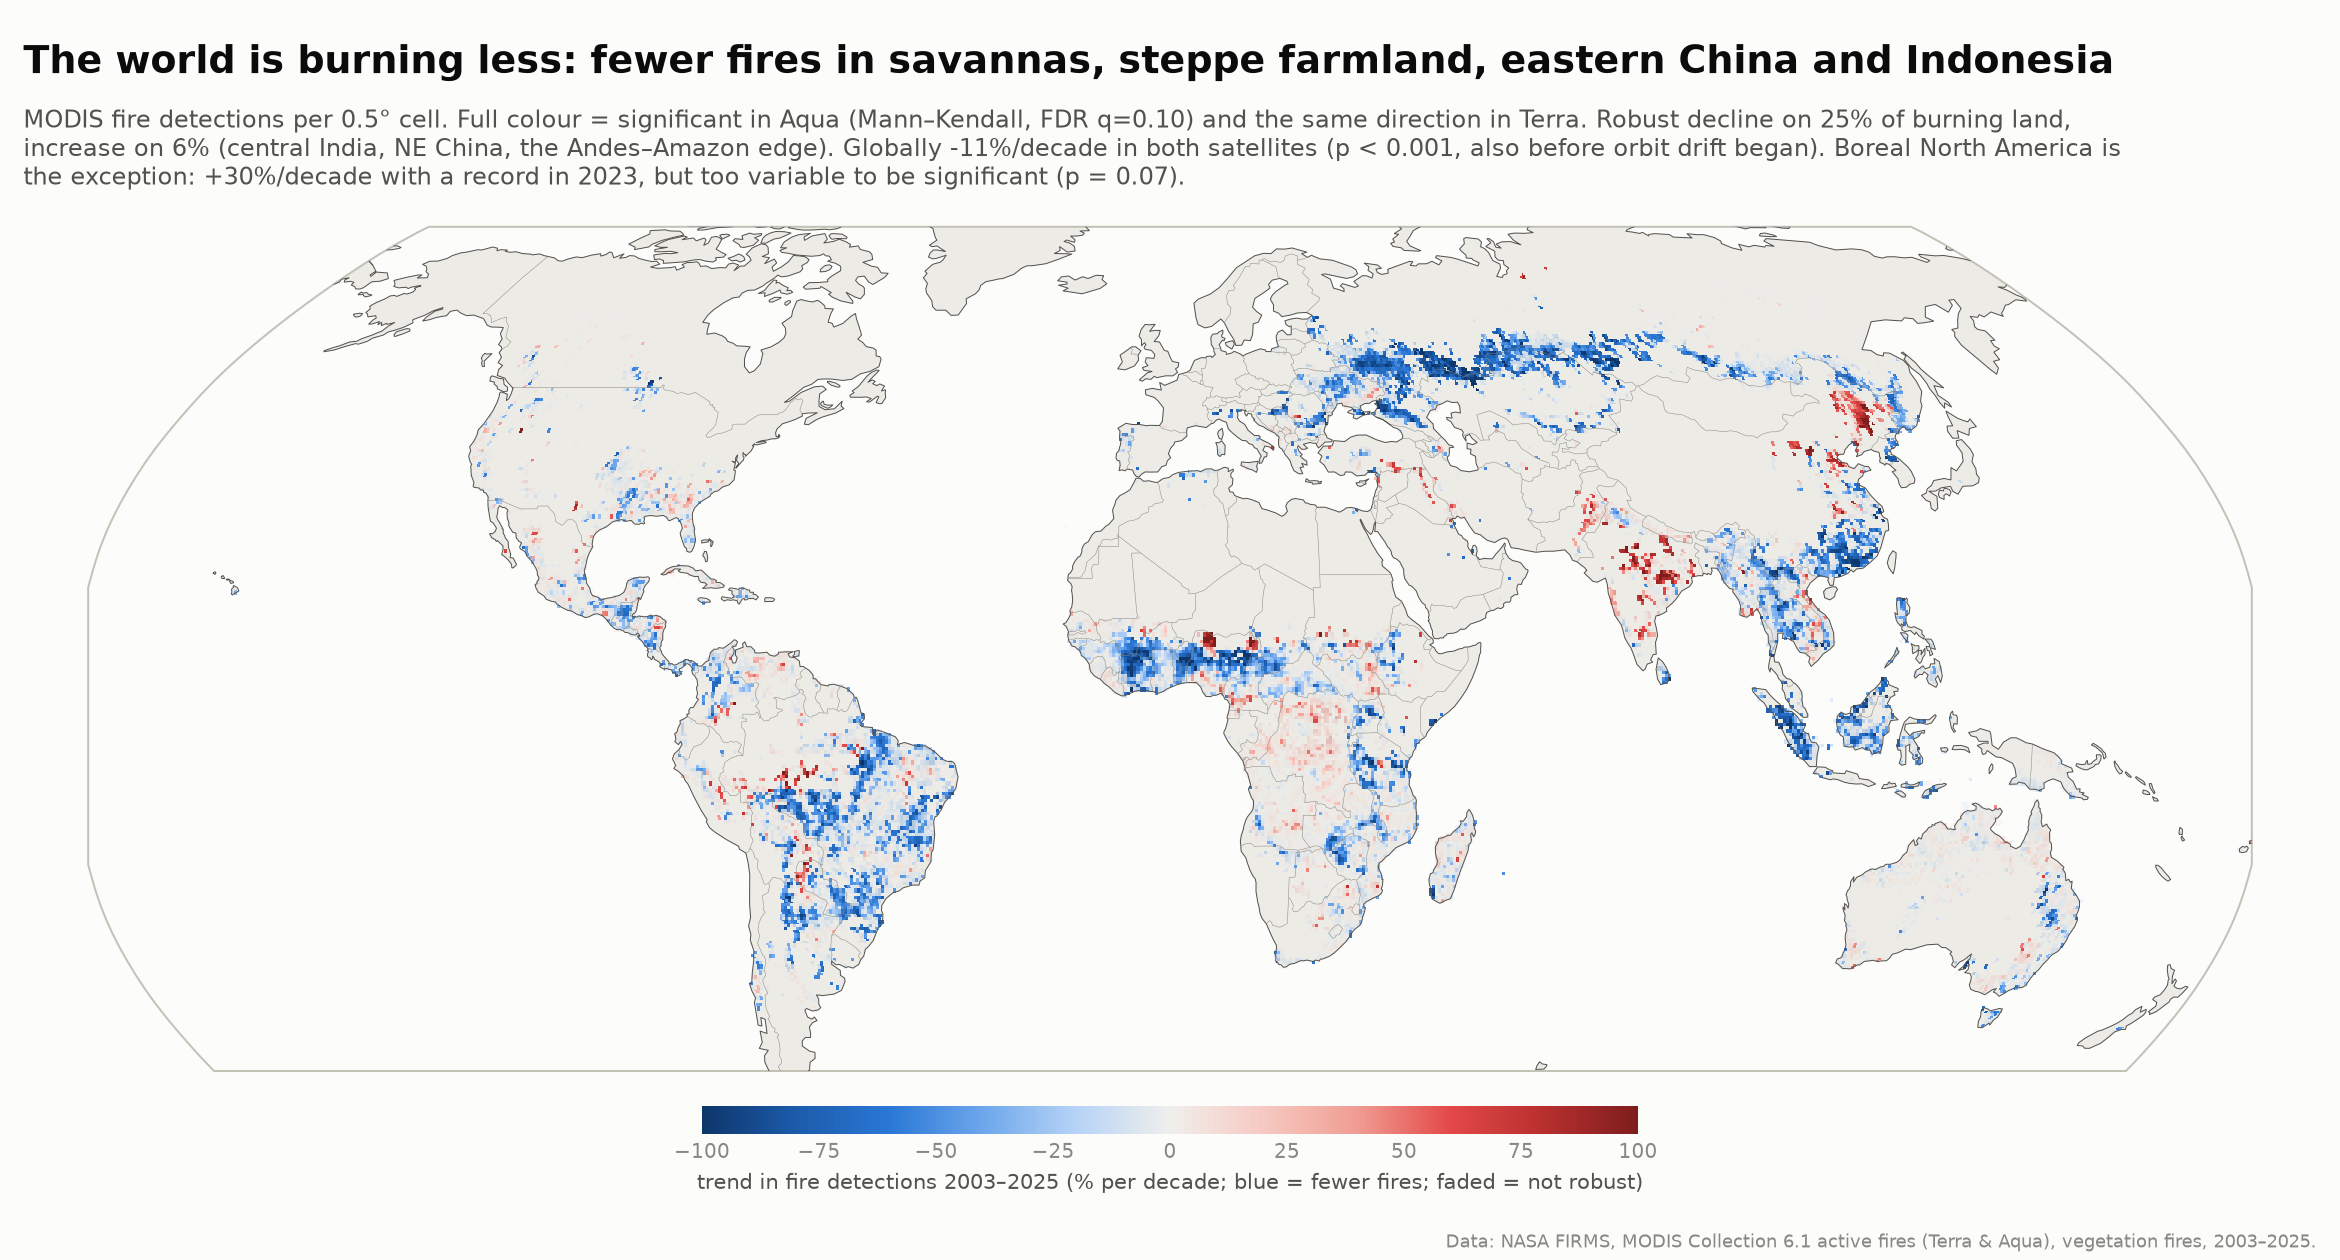 The world is burning less: fewer fires in savannas, steppe farmland, eastern China and Indonesia
MODIS fire detections per 0.5° cell. Full colour = significant in Aqua (Mann–Kendall, FDR q=0.10) and the same direction in Terra. Robust decline on 25% of burning land,
increase on 6% (central India, NE China, the Andes–Amazon edge). Globally -11%/decade in both satellites (p < 0.001, also before orbit drift began). Boreal North America is
the exception: +30%/decade with a record in 2023, but too variable to be significant (p = 0.07).
−100 −75 −50 −25 0 25 50 75 100
trend in fire detections 2003–2025 (% per decade; blue = fewer fires; faded = not robust)
Data: NASA FIRMS, MODIS Collection 6.1 active fires (Terra & Aqua), vegetation fires, 2003–2025.